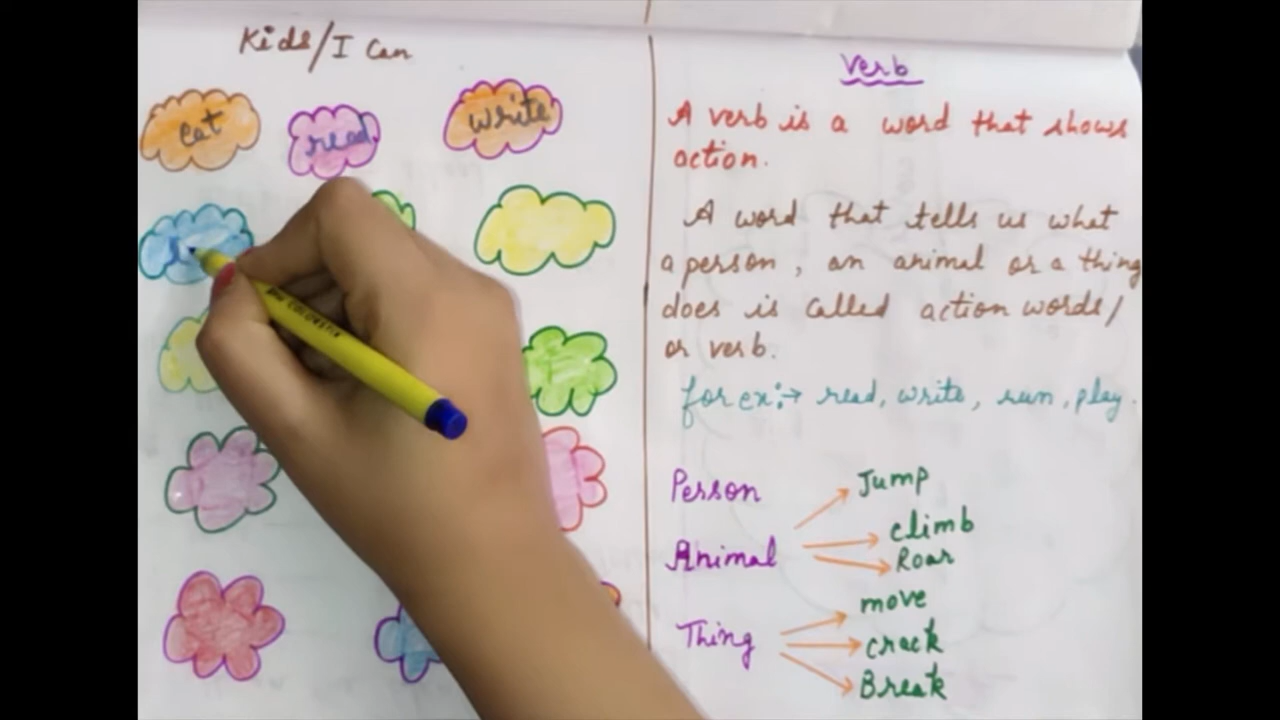 Kids/I Can
eat
read
write
Verb
A verb is a word that shows
action.
A word that tells us what
a person, an animal or a thing
does is called action words/
or verb.
for ex:→ read, write, run, play.
Person
Jump
Animal
climb
Roar
Thing
move
crack
Break